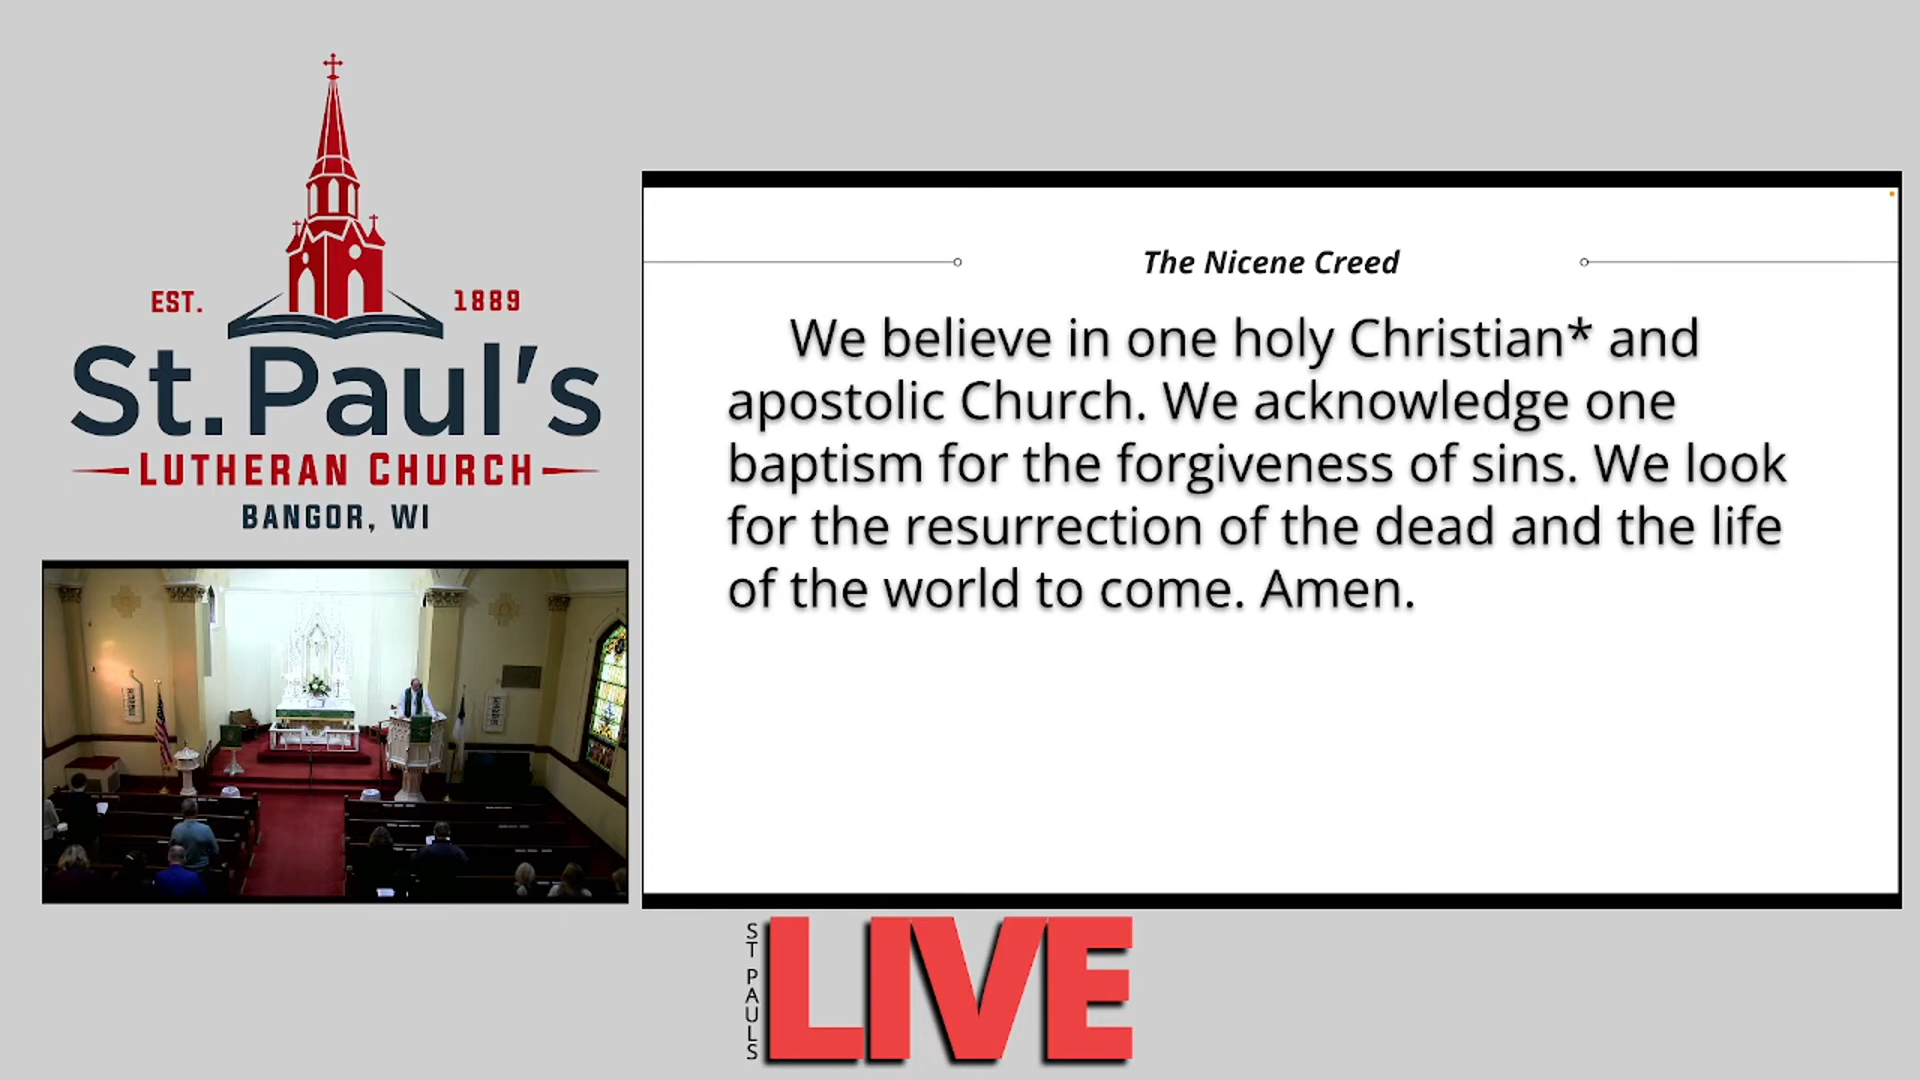 EST. 1889
St. Paul's
LUTHERAN CHURCH
BANGOR, WI
The Nicene Creed
We believe in one holy Christian* and
apostolic Church. We acknowledge one
baptism for the forgiveness of sins. We look
for the resurrection of the dead and the life
of the world to come. Amen.
ST PAULS
LIVE